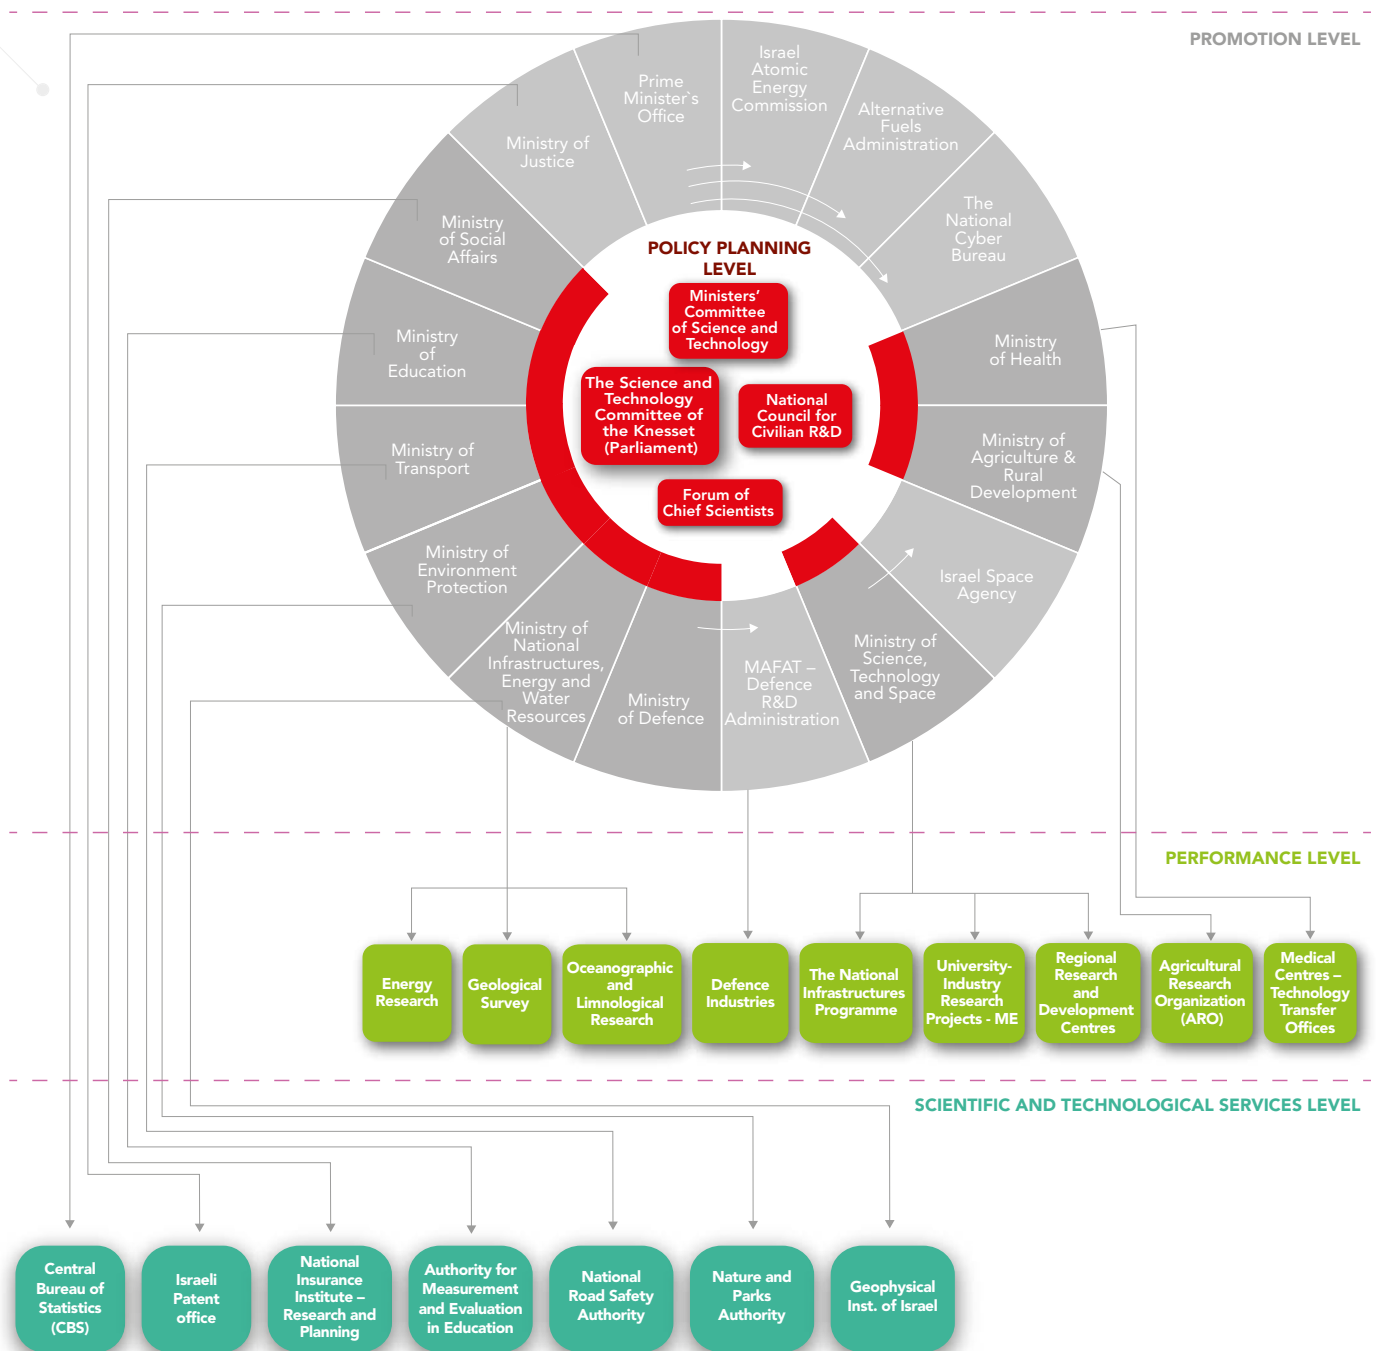 PROMOTION LEVEL
Israel
Atomic
Energy
Commission
Prime
Minister`s
Office
Alternative
Fuels
Administration
Ministry of
Justice
The
National
Cyber
Bureau
Ministry
of Social
Affairs
Ministry
of Health
Ministry
of
Education
Ministry of
Agriculture &
Rural
Development
Ministry of
Transport
Israel Space
Agency
Ministry of
Environment
Protection
Ministry of
Science,
Technology
and Space
Ministry of
National
Infrastructures,
Energy and
Water
Resources
MAFAT –
Defence
R&D
Administration
Ministry
of Defence
POLICY PLANNING
LEVEL
Ministers’
Committee
of Science and
Technology
The Science and
Technology
Committee of
the Knesset
(Parliament)
National
Council for
Civilian R&D
Forum of
Chief Scientists
PERFORMANCE LEVEL
Energy
Research
Geological
Survey
Oceanographic
and
Limnological
Research
Defence
Industries
The National
Infrastructures
Programme
University-
Industry
Research
Projects - ME
Regional
Research
and
Development
Centres
Agricultural
Research
Organization
(ARO)
Medical
Centres –
Technology
Transfer
Offices
SCIENTIFIC AND TECHNOLOGICAL SERVICES LEVEL
Central
Bureau of
Statistics
(CBS)
Israeli
Patent
office
National
Insurance
Institute –
Research and
Planning
Authority for
Measurement
and Evaluation
in Education
National
Road Safety
Authority
Nature and
Parks
Authority
Geophysical
Inst. of Israel